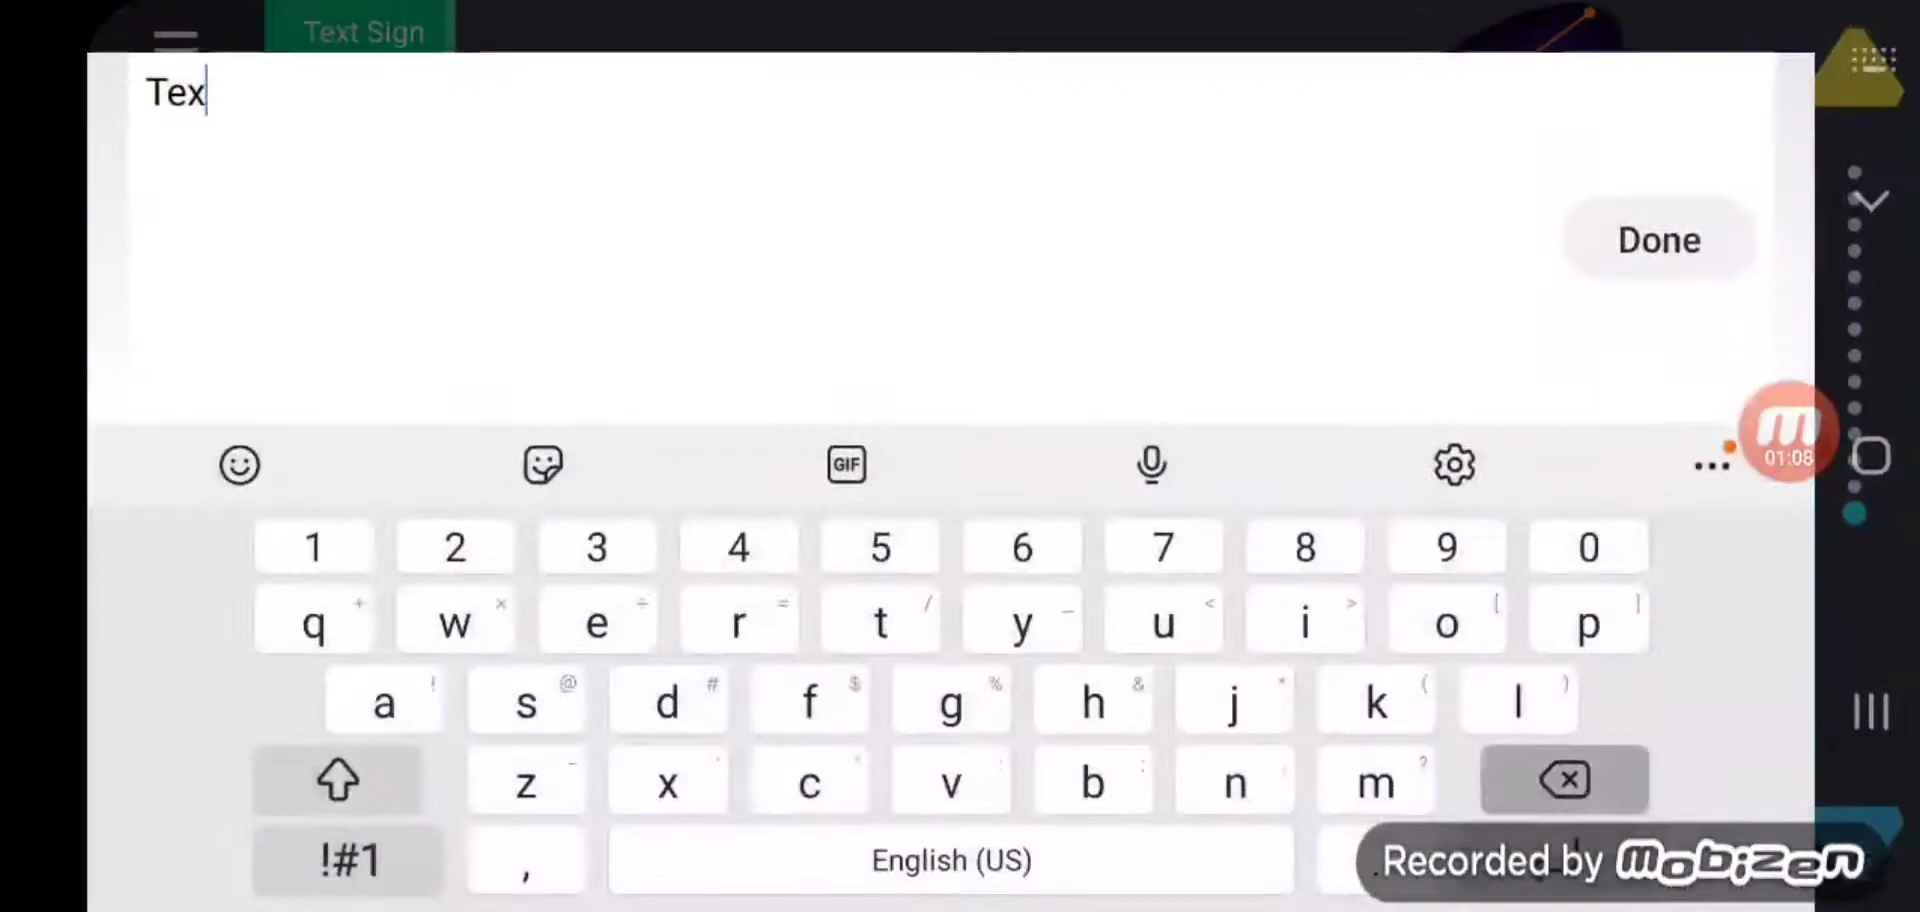 Text Sign
Tex
Done
GIF
01:08
1 2 3 4 5 6 7 8 9 0
q + w × e ÷ r = t / y _ u < i > o [ p ]
a ! s @ d # f $ g % h & j * k ( l )
z - x c v : b ; n m ?
!#1 , English (US) .
Recorded by mobizen